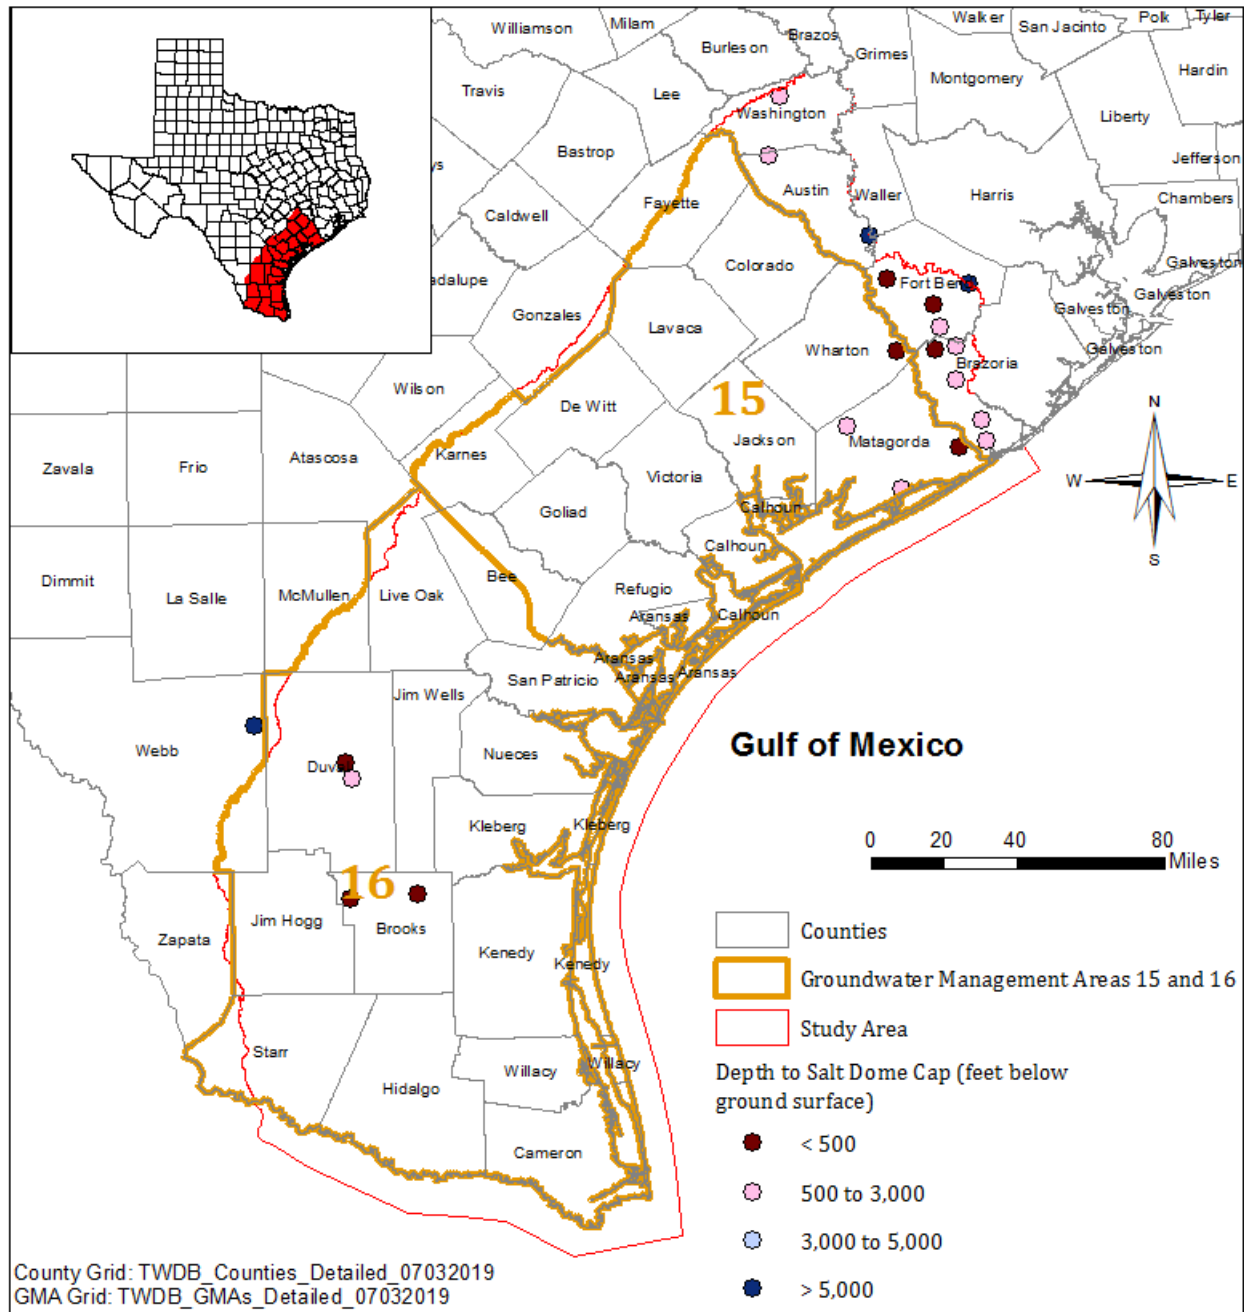 Williamson
Milam
Brazos
Walker
San Jacinto
Polk
Tyler
Burleson
Grimes
Montgomery
Hardin
Travis
Lee
Washington
Liberty
Bastrop
Jefferson
ys
Austin
Waller
Harris
Chambers
Caldwell
Fayette
Colorado
Galveston
adalupe
Fort Bend
Galveston
Gonzales
Lavaca
Galveston
Wharton
Galveston
Brazoria
Wilson
De Witt
15
N
Jackson
Matagorda
Karnes
Atascosa
Frio
Zavala
Victoria
W
E
Goliad
Calhoun
S
Calhoun
Bee
Dimmit
La Salle
McMullen
Live Oak
Refugio
Aransas
Calhoun
Aransas
Aransas
Aransas
San Patricio
Jim Wells
Webb
Nueces
Gulf of Mexico
Duval
Kleberg
Kleberg
0 20 40 80
Miles
16
Jim Hogg
Brooks
Zapata
Kenedy
Kenedy
Counties
Groundwater Management Areas 15 and 16
Study Area
Starr
Willacy
Willacy
Hidalgo
Depth to Salt Dome Cap (feet below
ground surface)
Cameron
< 500
500 to 3,000
3,000 to 5,000
> 5,000
County Grid: TWDB_Counties_Detailed_07032019
GMA Grid: TWDB_GMAs_Detailed_07032019